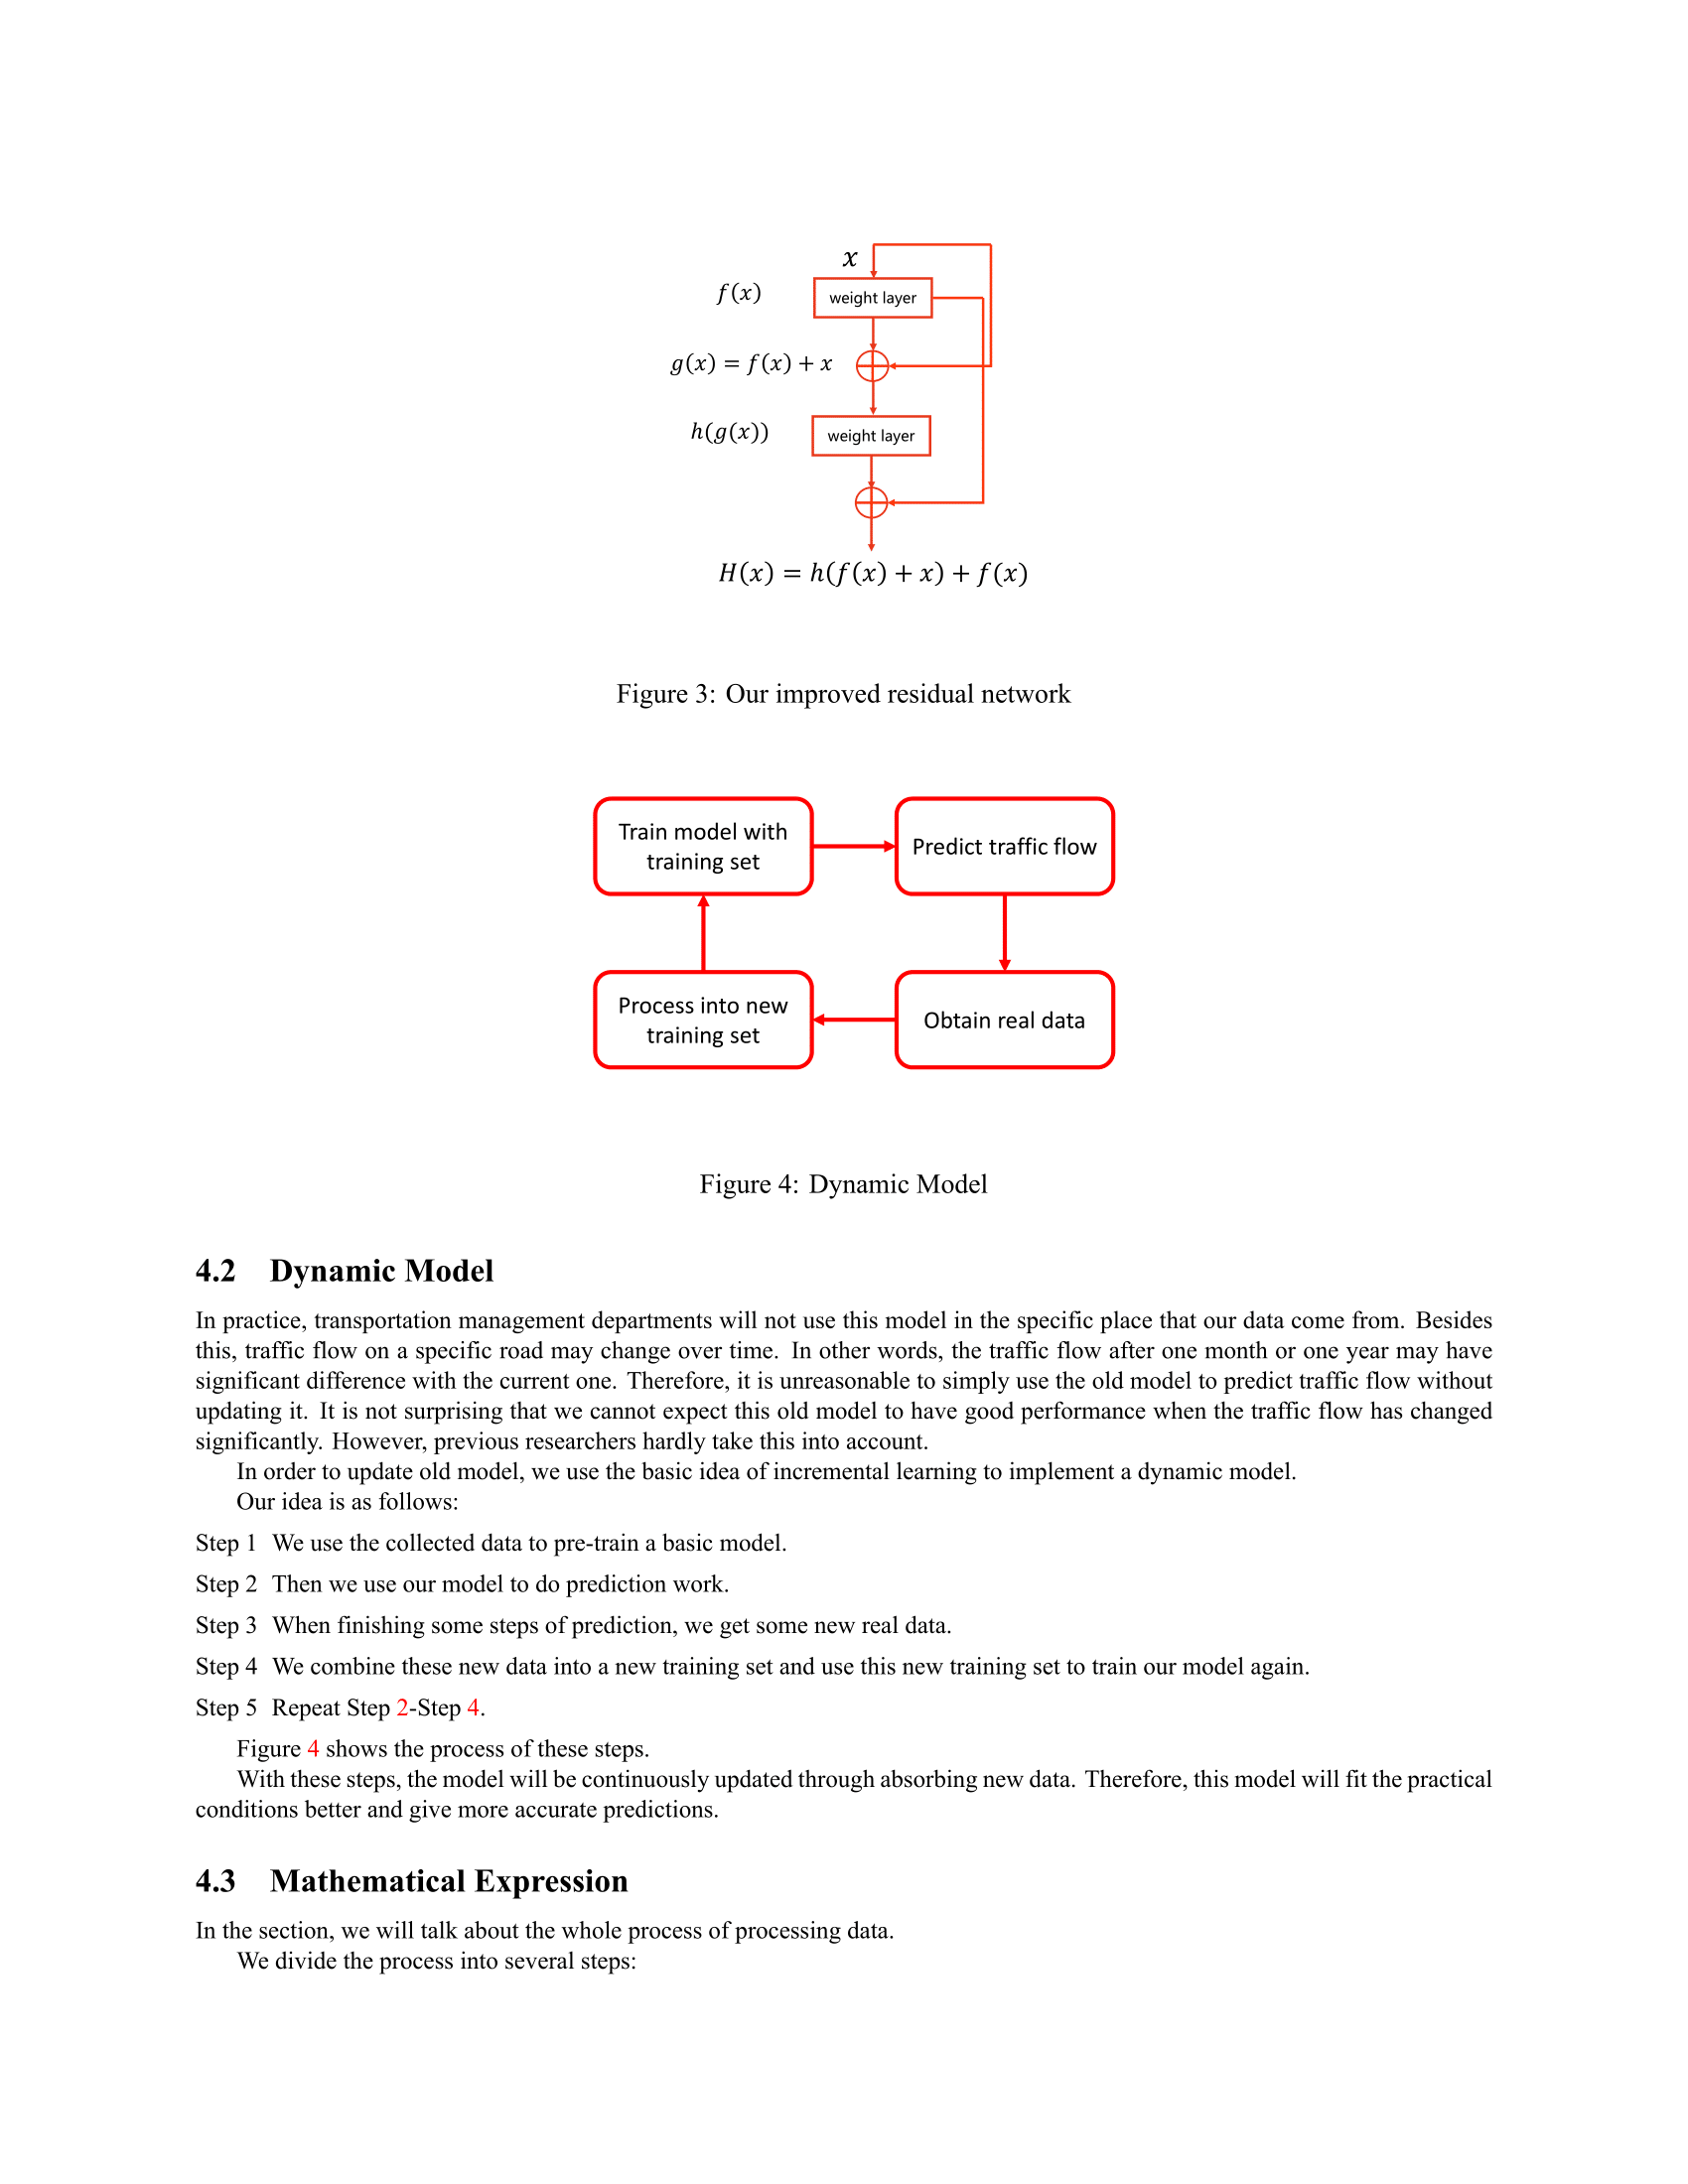 x
f(x)
weight layer
g(x) = f(x) + x
h(g(x))
weight layer
H(x) = h(f(x) + x) + f(x)
Figure 3: Our improved residual network
Train model with
training set
Predict traffic flow
Process into new
training set
Obtain real data
Figure 4: Dynamic Model
4.2 Dynamic Model
In practice, transportation management departments will not use this model in the specific place that our data come from. Besides
this, traffic flow on a specific road may change over time. In other words, the traffic flow after one month or one year may have
significant difference with the current one. Therefore, it is unreasonable to simply use the old model to predict traffic flow without
updating it. It is not surprising that we cannot expect this old model to have good performance when the traffic flow has changed
significantly. However, previous researchers hardly take this into account.
In order to update old model, we use the basic idea of incremental learning to implement a dynamic model.
Our idea is as follows:
Step 1 We use the collected data to pre-train a basic model.
Step 2 Then we use our model to do prediction work.
Step 3 When finishing some steps of prediction, we get some new real data.
Step 4 We combine these new data into a new training set and use this new training set to train our model again.
Step 5 Repeat Step 2-Step 4.
Figure 4 shows the process of these steps.
With these steps, the model will be continuously updated through absorbing new data. Therefore, this model will fit the practical
conditions better and give more accurate predictions.
4.3 Mathematical Expression
In the section, we will talk about the whole process of processing data.
We divide the process into several steps: